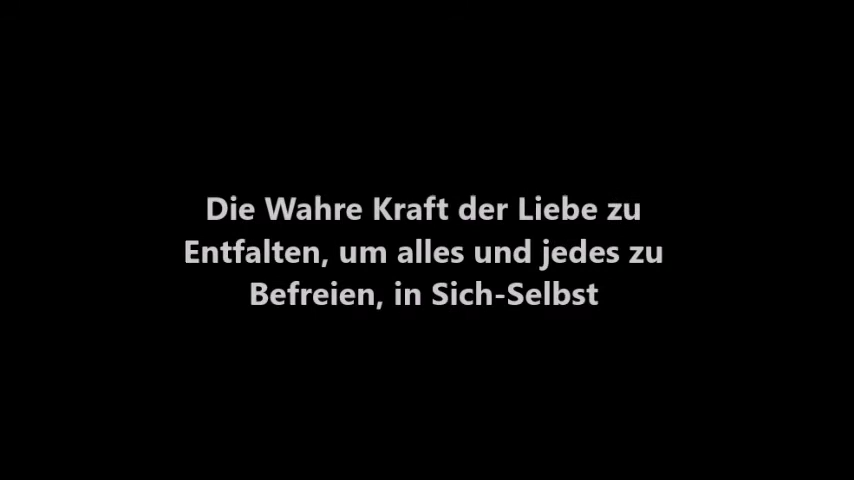 Die Wahre Kraft der Liebe zu
Entfalten, um alles und jedes zu
Befreien, in Sich-Selbst